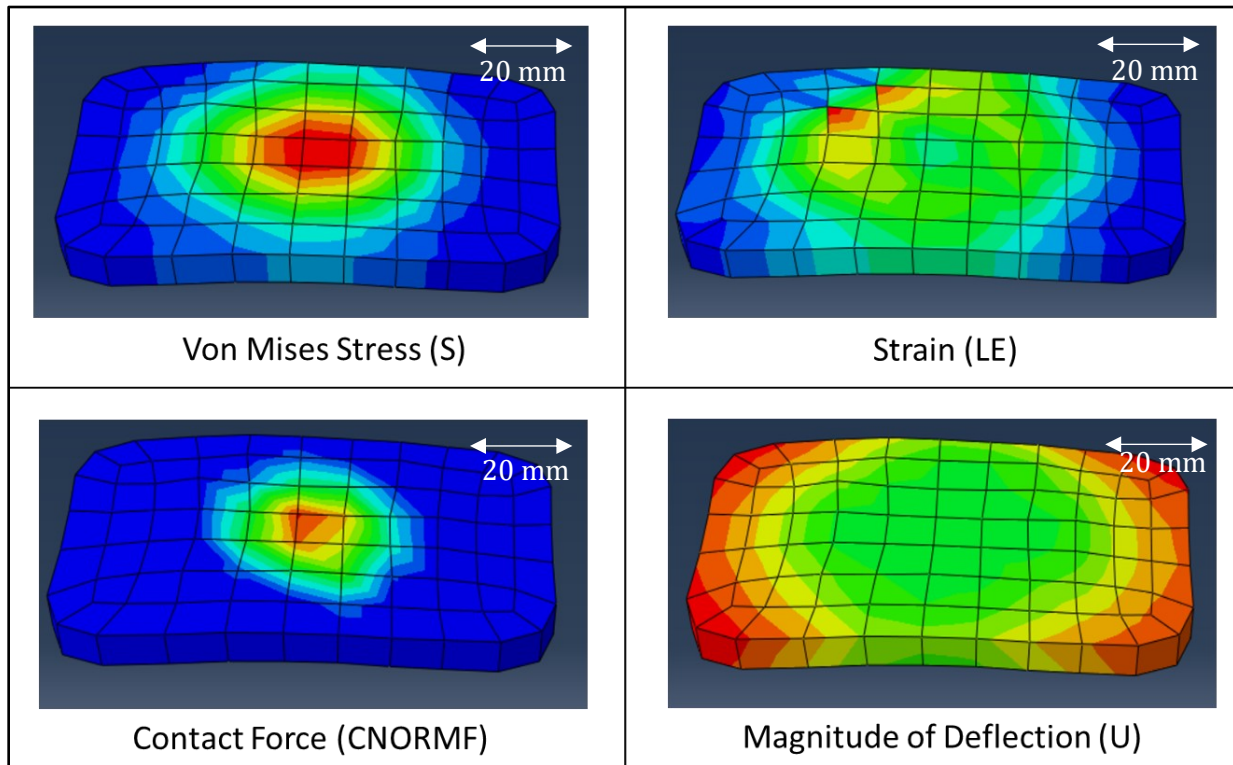 20 mm
Von Mises Stress (S)
20 mm
Strain (LE)
20 mm
Contact Force (CNORMF)
20 mm
Magnitude of Deflection (U)